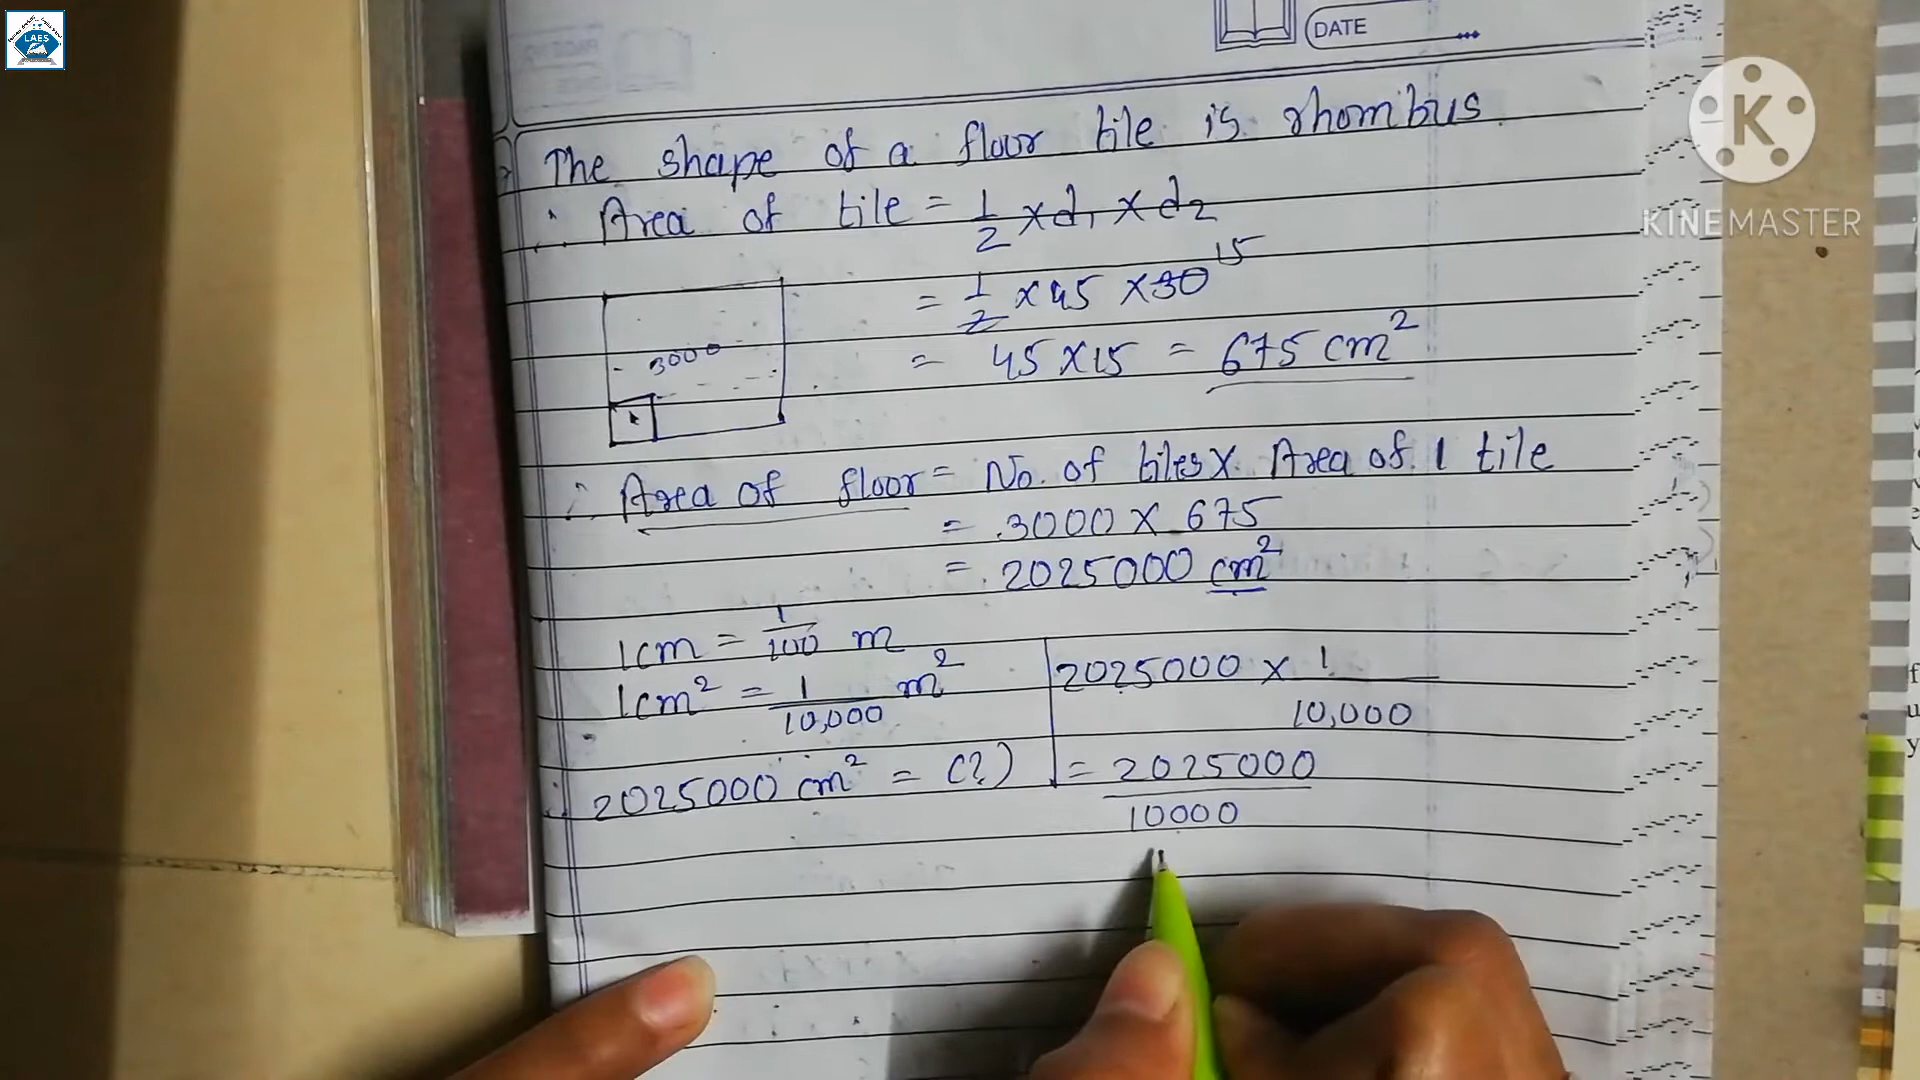 LAES
DATE
K
KINEMASTER
The shape of a floor tile is rhombus.
∴ Area of tile = 1/2 × d1 × d2
= 1/2 × 45 × 30 15
3000
= 45 × 15 = 675 cm²
∴ Area of floor = No. of tiles × Area of 1 tile
= 3000 × 675
= 2025000 cm²
1cm = 1/100 m
1cm² = 1/10,000 m²
∴ 2025000 cm² = (?)
2025000 × 1/10,000
= 2025000/10000